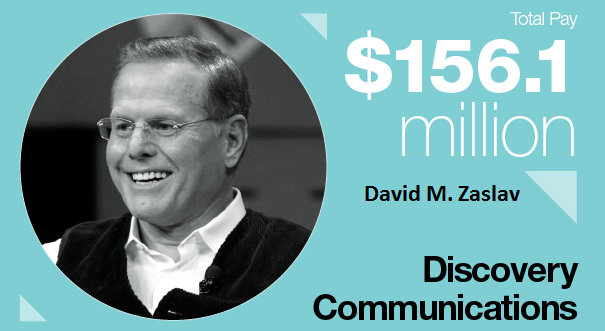 Total Pay
$156.1
million
David M. Zaslav
Discovery
Communications